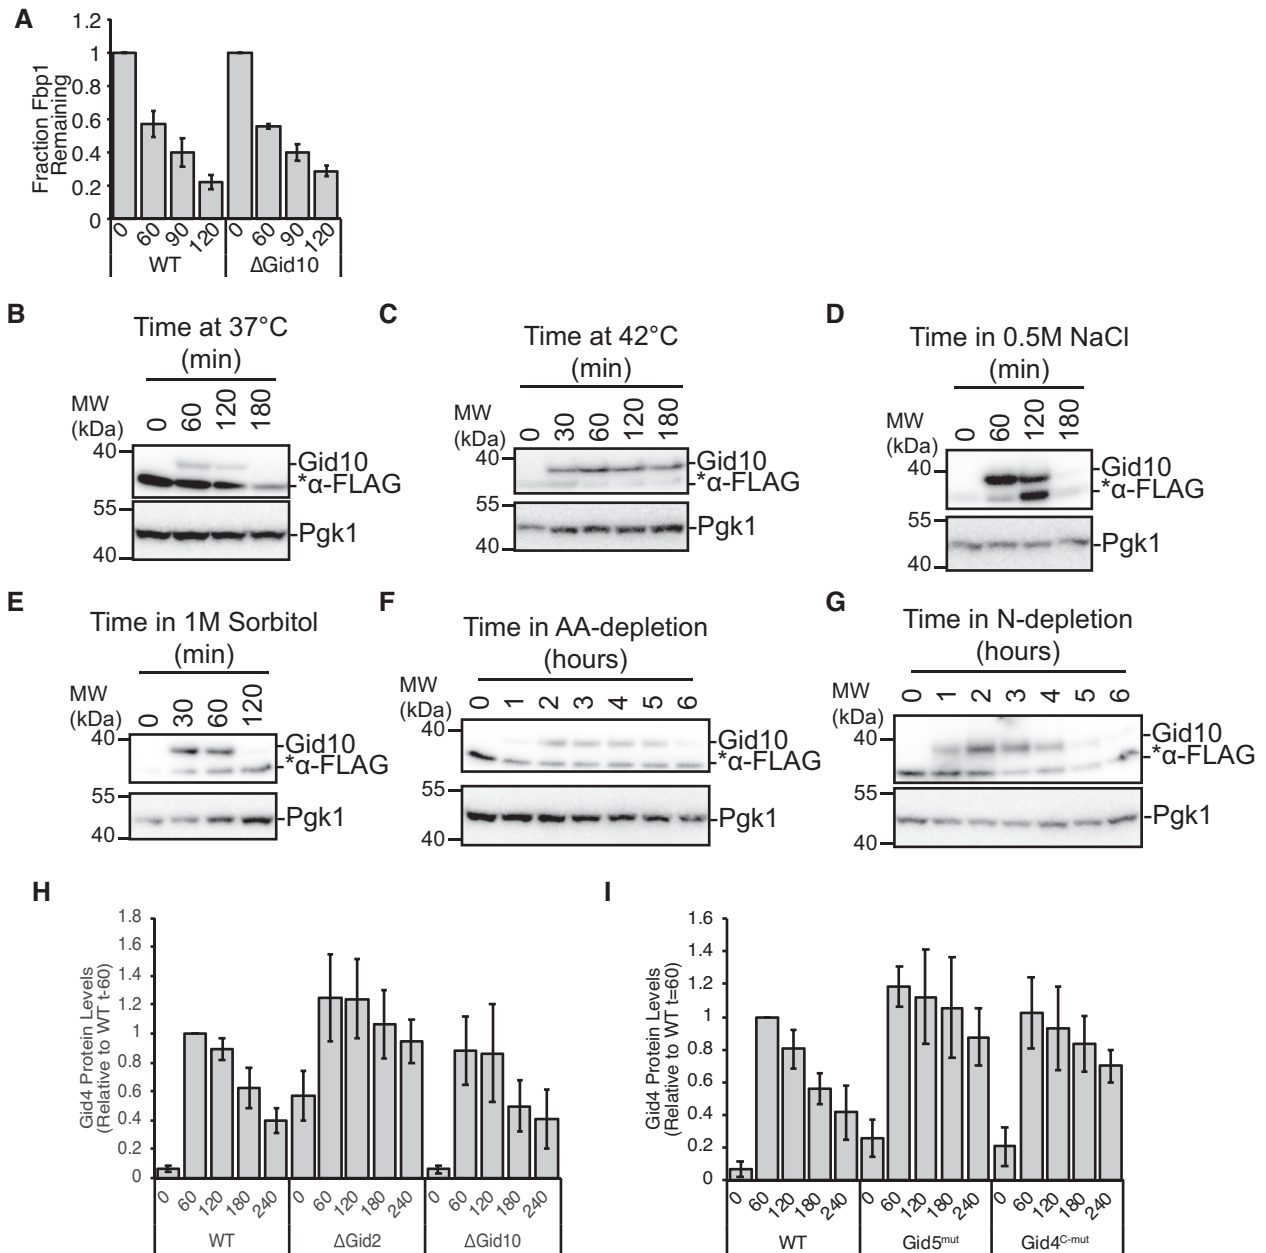 A
Fraction Fbp1
Remaining
1.2
1
0.8
0.6
0.4
0.2
0
0 60 90 120 0 60 90 120
WT ΔGid10
B
Time at 37°C
(min)
MW
(kDa)
0 60 120 180
40
Gid10
*α-FLAG
55
Pgk1
40
C
Time at 42°C
(min)
MW
(kDa)
0 30 60 120 180
40
Gid10
*α-FLAG
55
Pgk1
40
D
Time in 0.5M NaCl
(min)
MW
(kDa)
0 60 120 180
40
Gid10
*α-FLAG
55
Pgk1
40
E
Time in 1M Sorbitol
(min)
MW
(kDa)
0 30 60 120
40
Gid10
*α-FLAG
55
Pgk1
40
F
Time in AA-depletion
(hours)
MW
(kDa)
0 1 2 3 4 5 6
40
Gid10
*α-FLAG
55
Pgk1
40
G
Time in N-depletion
(hours)
MW
(kDa)
0 1 2 3 4 5 6
40
Gid10
*α-FLAG
55
Pgk1
40
H
Gid4 Protein Levels
(Relative to WT t-60)
1.8
1.6
1.4
1.2
1
0.8
0.6
0.4
0.2
0
0 60 120 180 240 0 60 120 180 240 0 60 120 180 240
WT ΔGid2 ΔGid10
I
Gid4 Protein Levels
(Relative to WT t=60)
1.6
1.4
1.2
1
0.8
0.6
0.4
0.2
0
0 60 120 180 240 0 60 120 180 240 0 60 120 180 240
WT Gid5mut Gid4C-mut